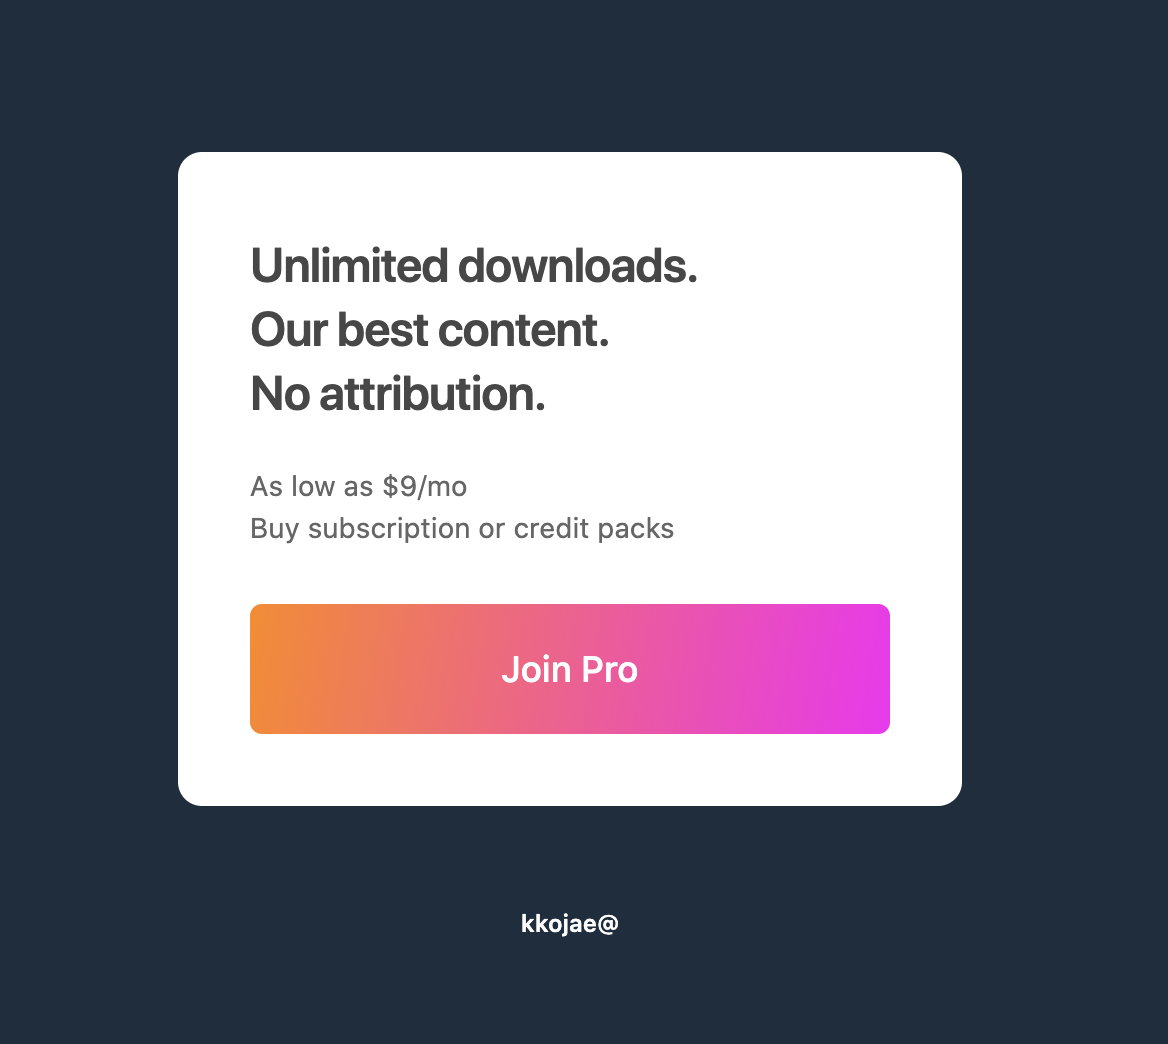 Unlimited downloads.
Our best content.
No attribution.
As low as $9/mo
Buy subscription or credit packs
Join Pro
kkojae@